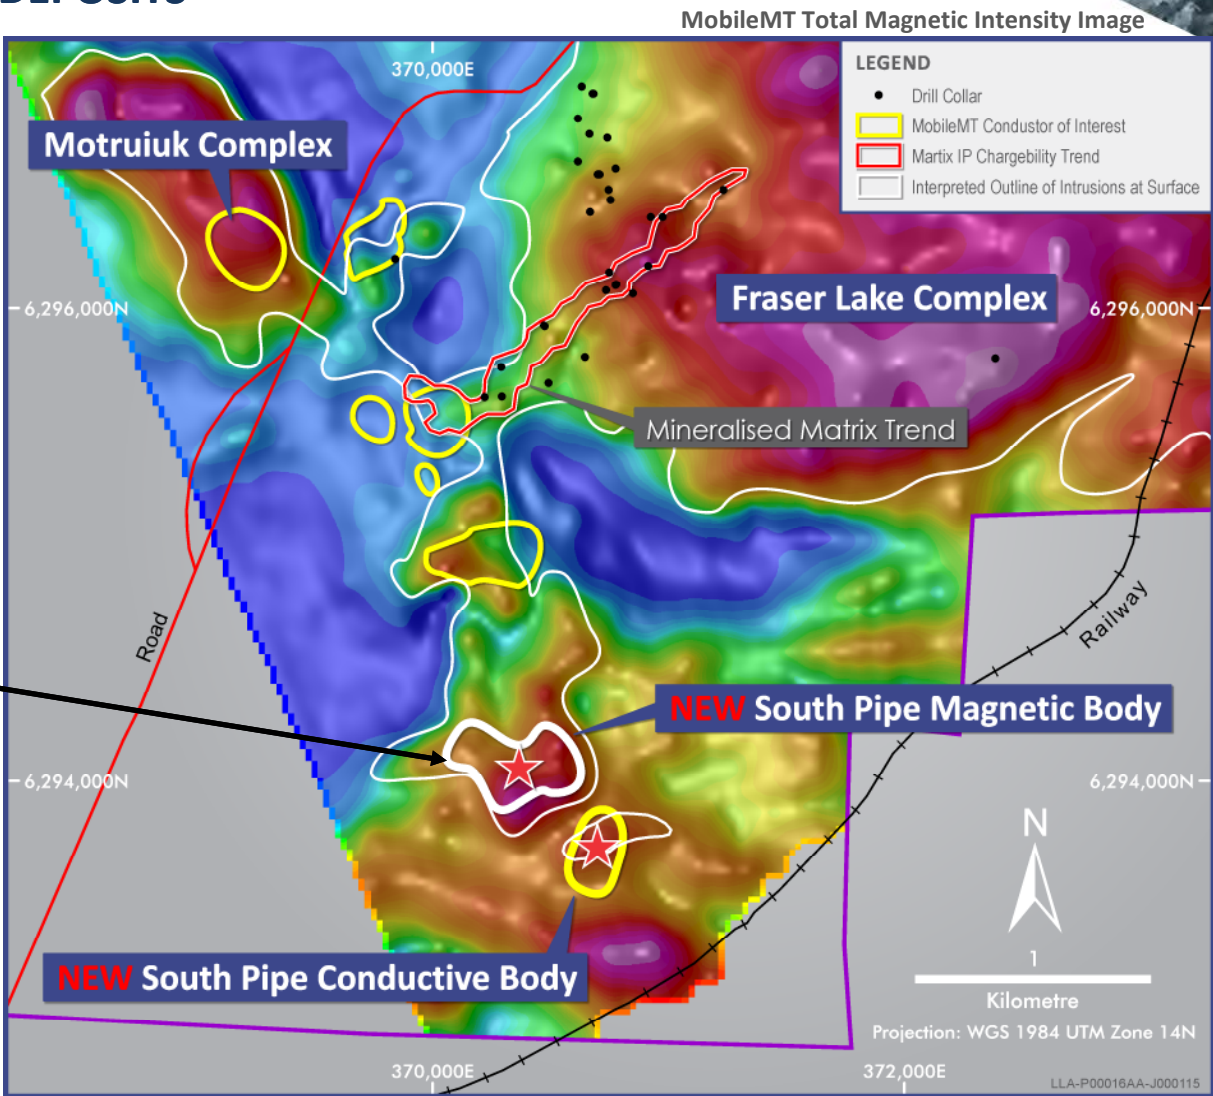 DEPOSITS
MobileMT Total Magnetic Intensity Image
370,000E
LEGEND
Drill Collar
MobileMT Condustor of Interest
Martix IP Chargebility Trend
Interpreted Outline of Intrusions at Surface
Motruiuk Complex
Fraser Lake Complex
6,296,000N
6,296,000N
Mineralised Matrix Trend
Road
Railway
NEW South Pipe Magnetic Body
6,294,000N
6,294,000N
N
NEW South Pipe Conductive Body
1
Kilometre
Projection: WGS 1984 UTM Zone 14N
370,000E
372,000E
LLA-P00016AA-J000115